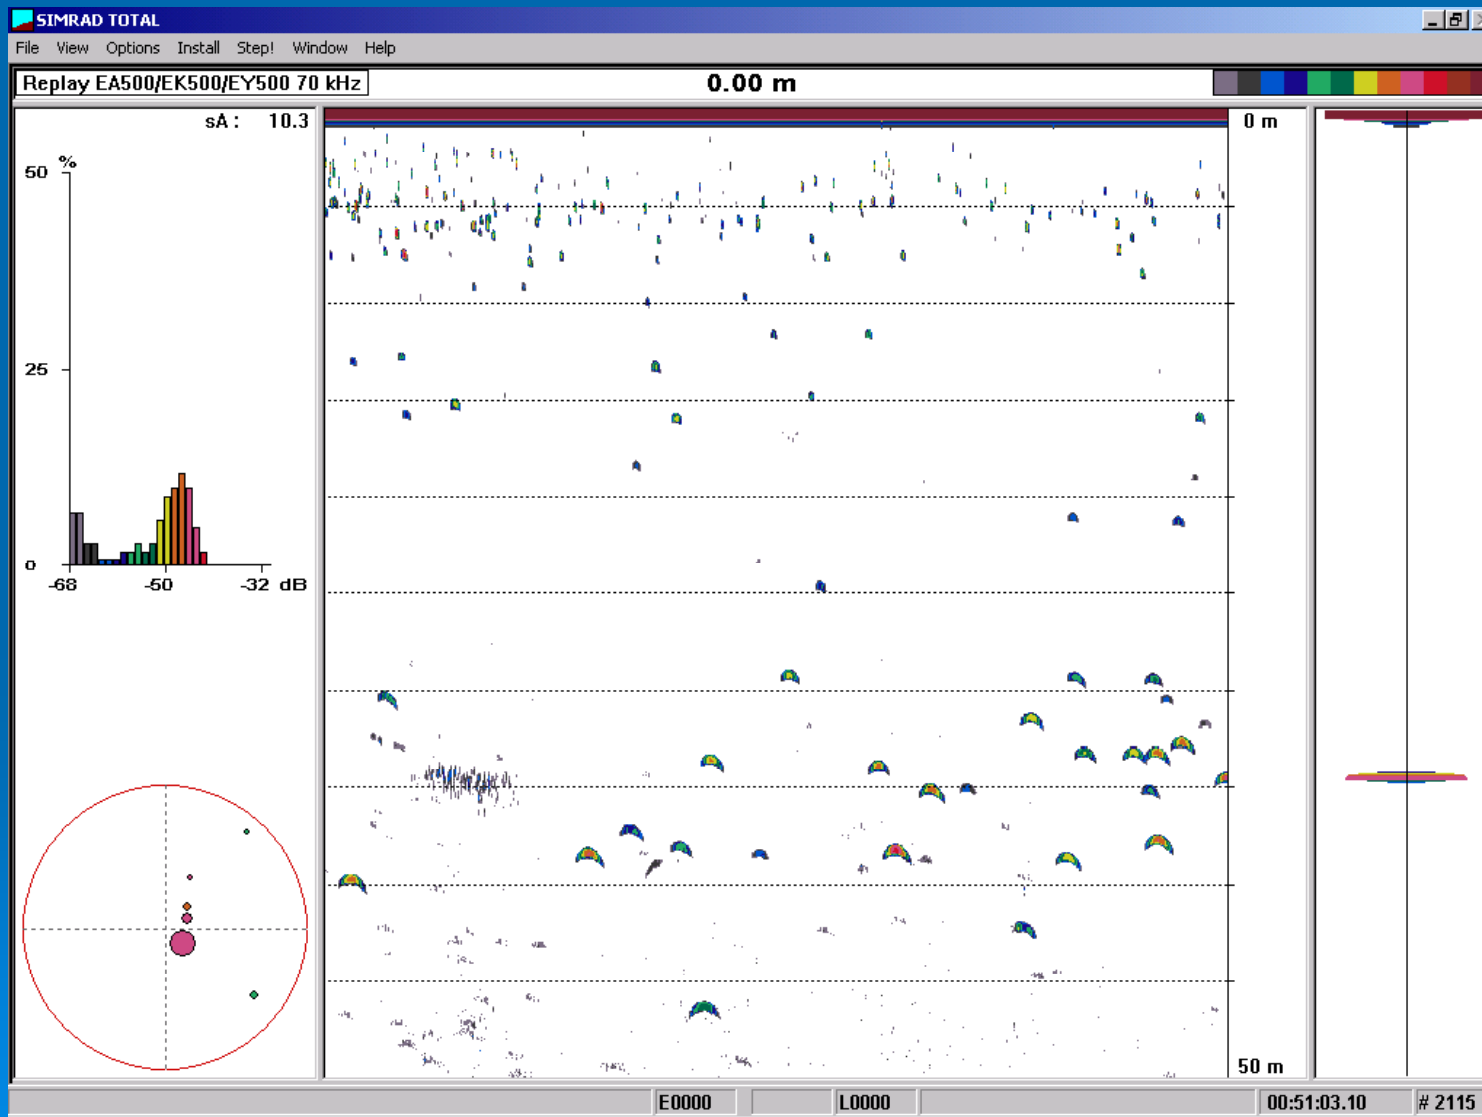 SIMRAD TOTAL
File View Options Install Step! Window Help
Replay EA500/EK500/EY500 70 kHz
0.00 m
sA: 10.3
0 m
%
50
25
0
-68 -50 -32 dB
50 m
E0000 L0000 00:51:03.10 # 2115